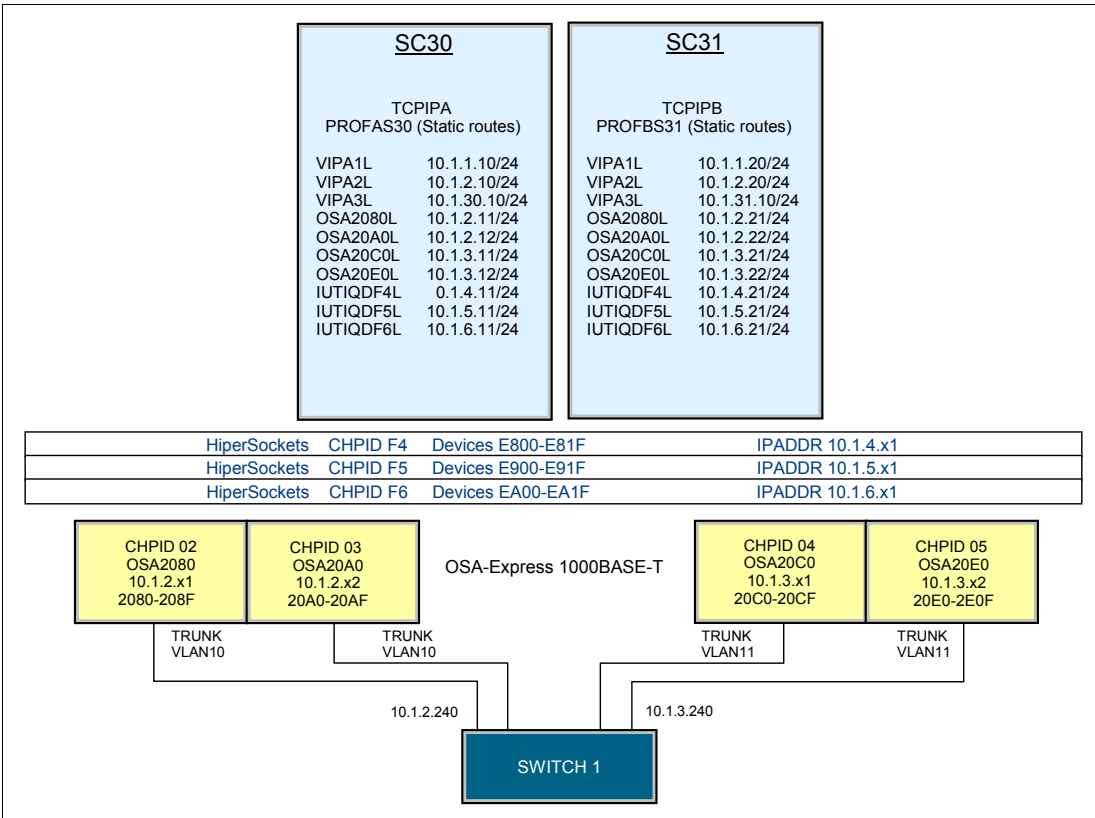 SC30
TCPIPA
PROFAS30 (Static routes)
VIPA1L 10.1.1.10/24
VIPA2L 10.1.2.10/24
VIPA3L 10.1.30.10/24
OSA2080L 10.1.2.11/24
OSA20A0L 10.1.2.12/24
OSA20C0L 10.1.3.11/24
OSA20E0L 10.1.3.12/24
IUTIQDF4L 0.1.4.11/24
IUTIQDF5L 10.1.5.11/24
IUTIQDF6L 10.1.6.11/24
SC31
TCPIPB
PROFBS31 (Static routes)
VIPA1L 10.1.1.20/24
VIPA2L 10.1.2.20/24
VIPA3L 10.1.31.10/24
OSA2080L 10.1.2.21/24
OSA20A0L 10.1.2.22/24
OSA20C0L 10.1.3.21/24
OSA20E0L 10.1.3.22/24
IUTIQDF4L 10.1.4.21/24
IUTIQDF5L 10.1.5.21/24
IUTIQDF6L 10.1.6.21/24
HiperSockets CHPID F4 Devices E800-E81F IPADDR 10.1.4.x1
HiperSockets CHPID F5 Devices E900-E91F IPADDR 10.1.5.x1
HiperSockets CHPID F6 Devices EA00-EA1F IPADDR 10.1.6.x1
CHPID 02
OSA2080
10.1.2.x1
2080-208F
CHPID 03
OSA20A0
10.1.2.x2
20A0-20AF
OSA-Express 1000BASE-T
CHPID 04
OSA20C0
10.1.3.x1
20C0-20CF
CHPID 05
OSA20E0
10.1.3.x2
20E0-2E0F
TRUNK
VLAN10
TRUNK
VLAN10
TRUNK
VLAN11
TRUNK
VLAN11
10.1.2.240
10.1.3.240
SWITCH 1